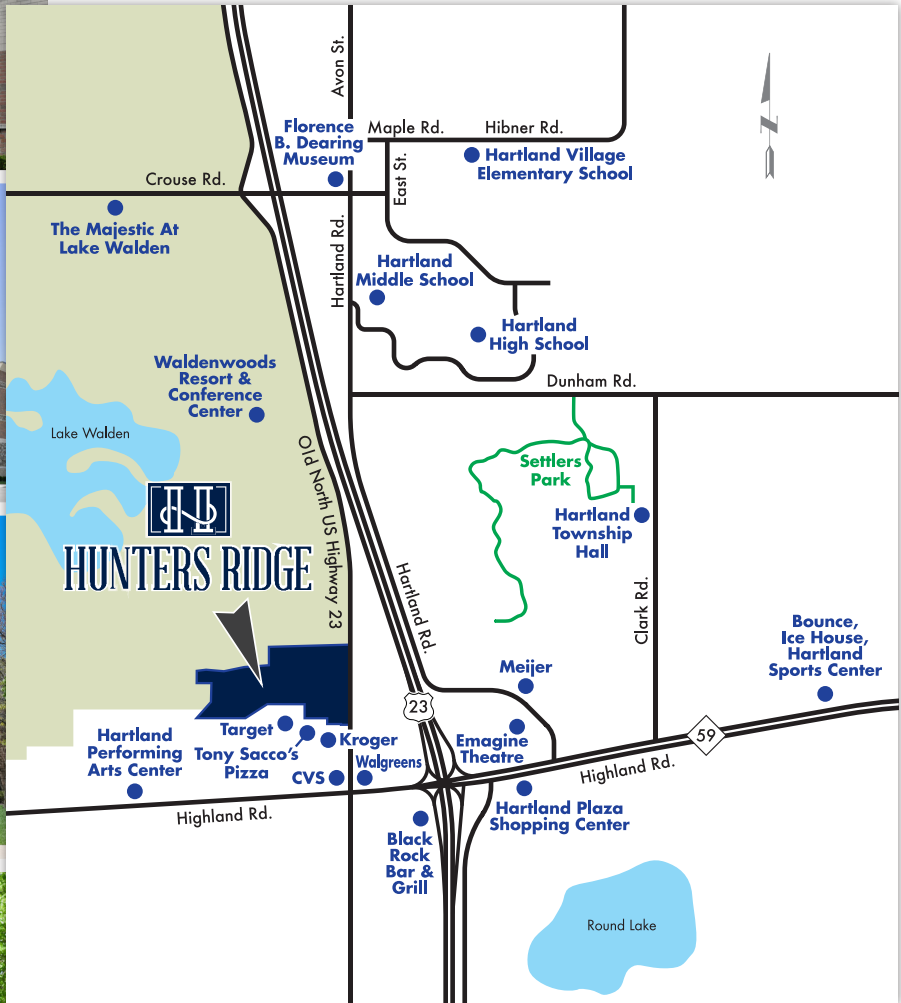 Avon St.
Florence
B. Dearing
Museum
Maple Rd.
Hibner Rd.
N
Hartland Village
Elementary School
East St.
Crouse Rd.
The Majestic At
Lake Walden
Hartland Rd.
Hartland
Middle School
Hartland
High School
Waldenwoods
Resort &
Conference
Center
Dunham Rd.
Lake Walden
Old North US Highway 23
Settlers
Park
Hartland
Township
Hall
H
HUNTERS RIDGE
Hartland Rd.
Clark Rd.
Bounce,
Ice House,
Hartland
Sports Center
Meijer
23
Target
Tony Sacco's
Pizza
Kroger
Hartland
Performing
Arts Center
CVS
Walgreens
Emagine
Theatre
59
Highland Rd.
Highland Rd.
Hartland Plaza
Shopping Center
Black
Rock
Bar &
Grill
Round Lake